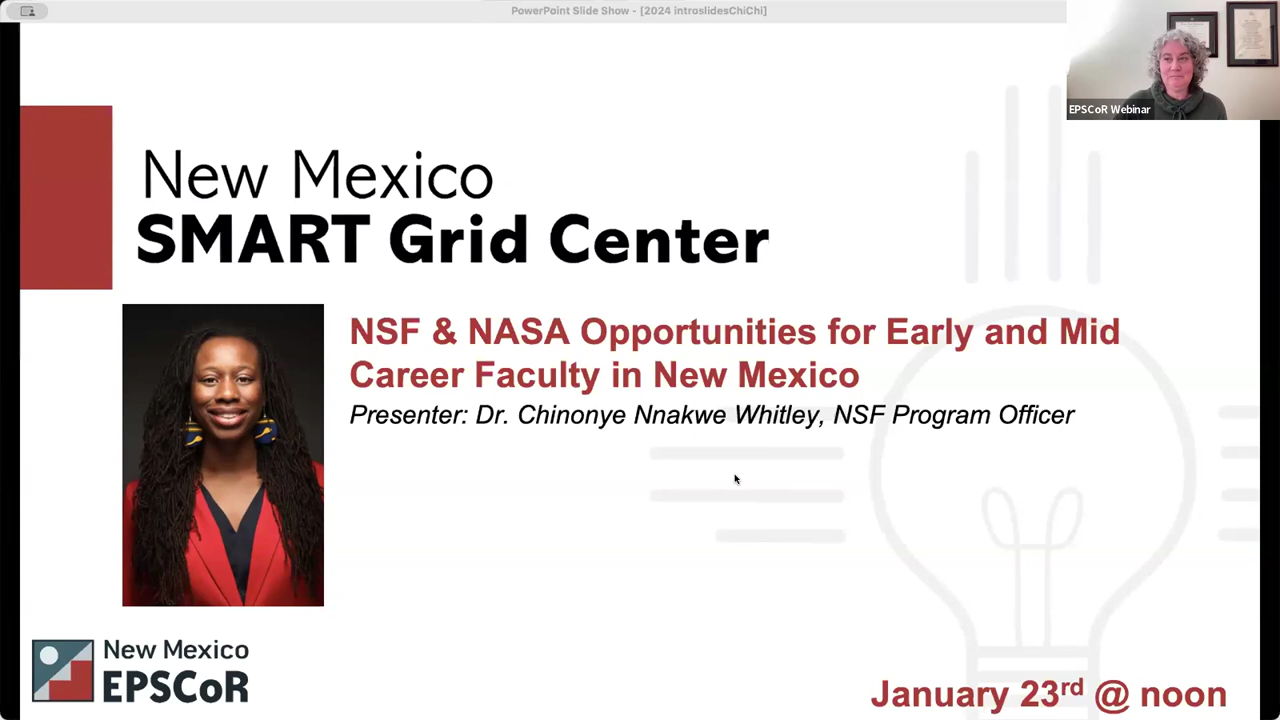 PowerPoint Slide Show - [2024 introslidesChiChi]
EPSCoR Webinar
New Mexico
SMART Grid Center
NSF & NASA Opportunities for Early and Mid
Career Faculty in New Mexico
Presenter: Dr. Chinonye Nnakwe Whitley, NSF Program Officer
New Mexico
EPSCoR
January 23rd @ noon